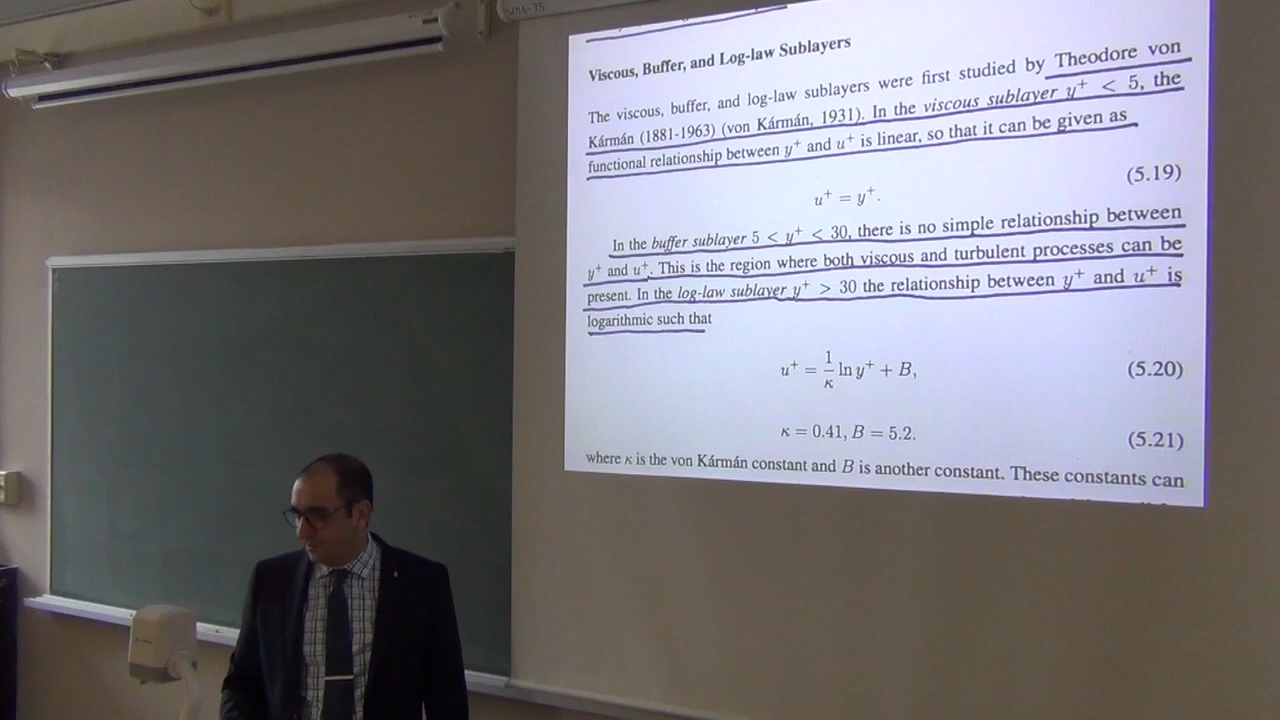 Viscous, Buffer, and Log-law Sublayers
The viscous, buffer, and log-law sublayers were first studied by Theodore von
Kármán (1881-1963) (von Kármán, 1931). In the viscous sublayer y⁺ < 5, the
functional relationship between y⁺ and u⁺ is linear, so that it can be given as
u⁺ = y⁺. (5.19)
In the buffer sublayer 5 < y⁺ < 30, there is no simple relationship between
y⁺ and u⁺. This is the region where both viscous and turbulent processes can be
present. In the log-law sublayer y⁺ > 30 the relationship between y⁺ and u⁺ is
logarithmic such that
u⁺ = 1/κ ln y⁺ + B, (5.20)
κ = 0.41, B = 5.2. (5.21)
where κ is the von Kármán constant and B is another constant. These constants can